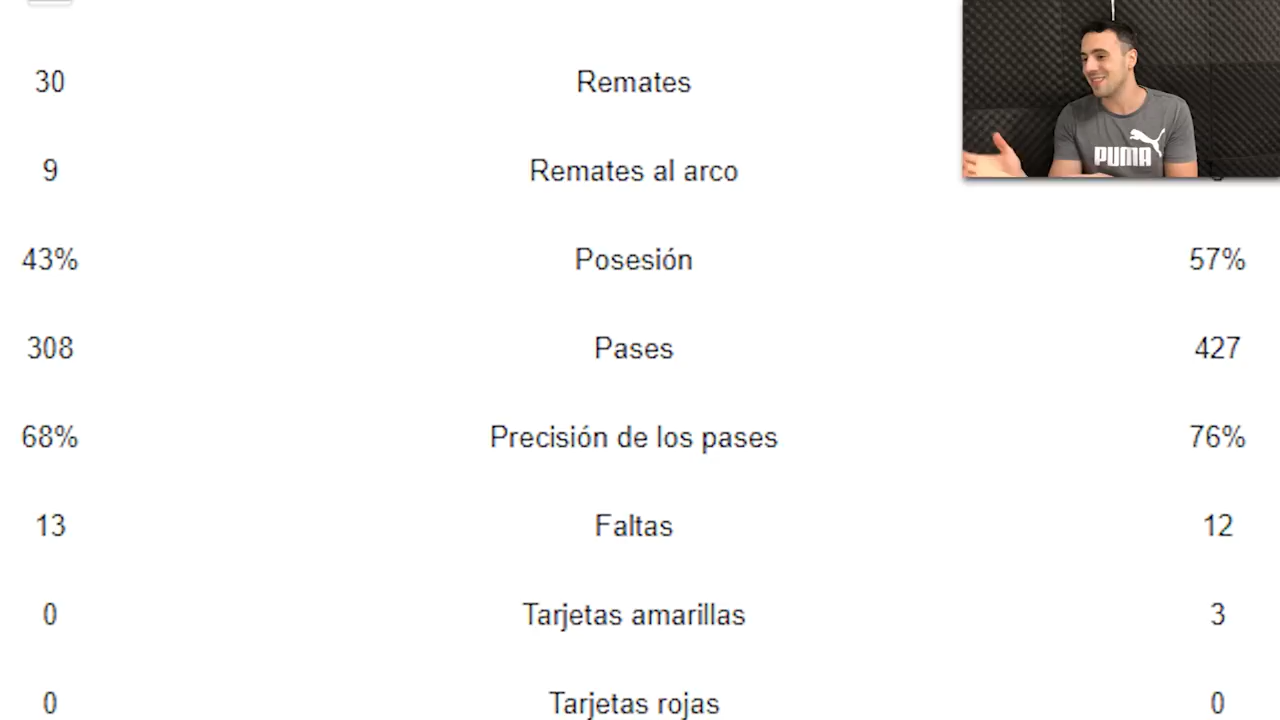 30 Remates
9 Remates al arco
PUMA
43% Posesión 57%
308 Pases 427
68% Precisión de los pases 76%
13 Faltas 12
0 Tarjetas amarillas 3
0 Tarjetas rojas 0